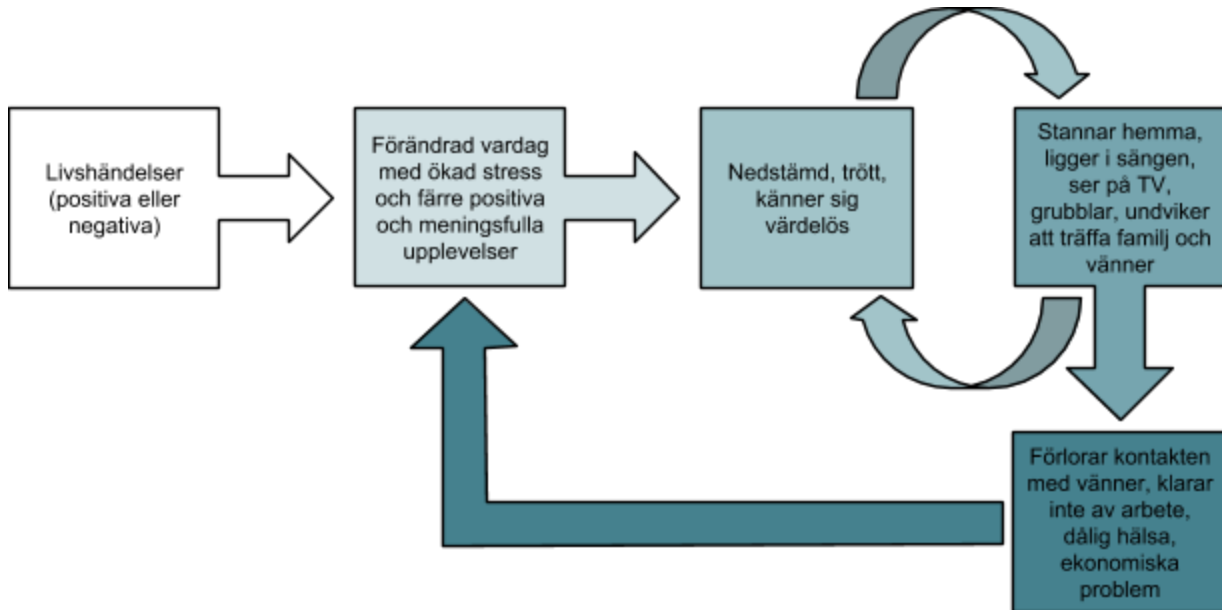 Livshändelser
(positiva eller
negativa)
Förändrad vardag
med ökad stress
och färre positiva
och meningsfulla
upplevelser
Nedstämd, trött,
känner sig
värdelös
Stannar hemma,
ligger i sängen,
ser på TV,
grubblar, undviker
att träffa familj och
vänner
Förlorar kontakten
med vänner, klarar
inte av arbete,
dålig hälsa,
ekonomiska
problem